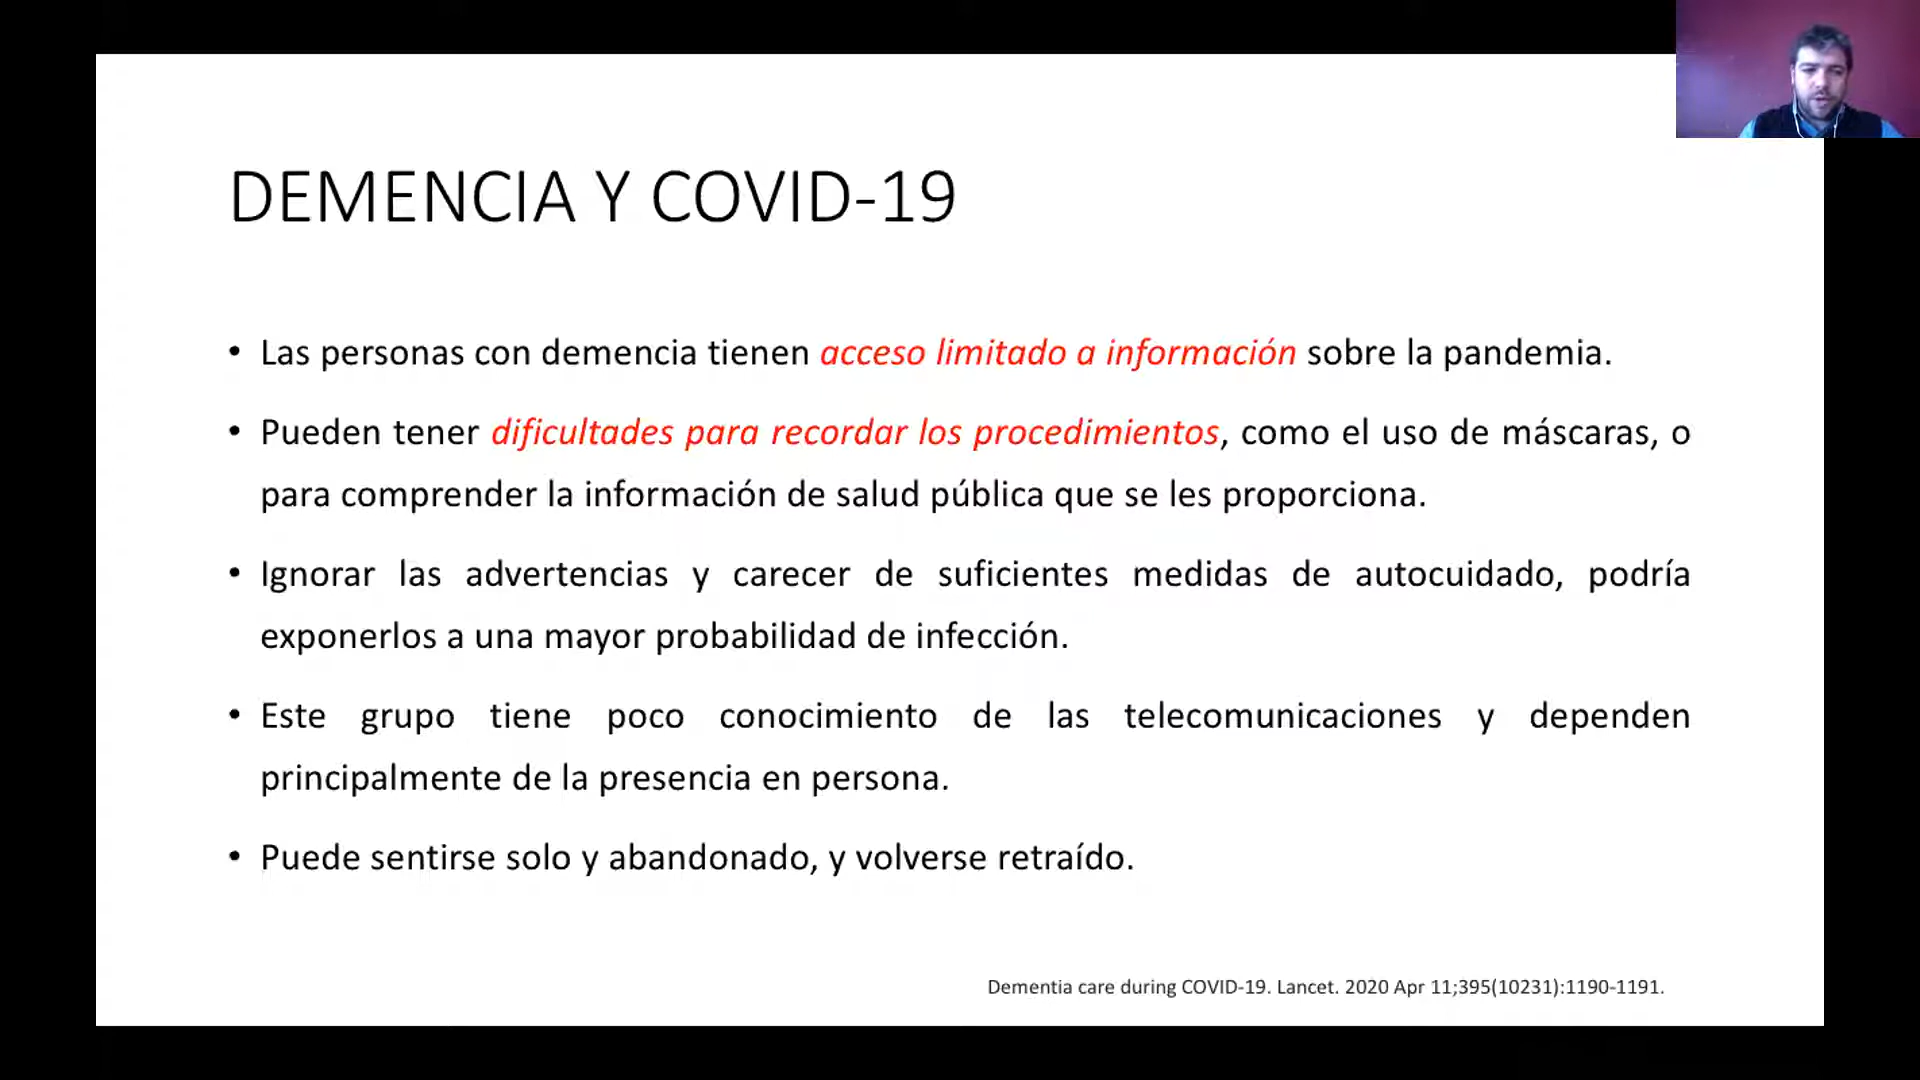 DEMENCIA Y COVID-19
• Las personas con demencia tienen acceso limitado a información sobre la pandemia.
• Pueden tener dificultades para recordar los procedimientos, como el uso de máscaras, o
para comprender la información de salud pública que se les proporciona.
• Ignorar las advertencias y carecer de suficientes medidas de autocuidado, podría
exponerlos a una mayor probabilidad de infección.
• Este grupo tiene poco conocimiento de las telecomunicaciones y dependen
principalmente de la presencia en persona.
• Puede sentirse solo y abandonado, y volverse retraído.
Dementia care during COVID-19. Lancet. 2020 Apr 11;395(10231):1190-1191.